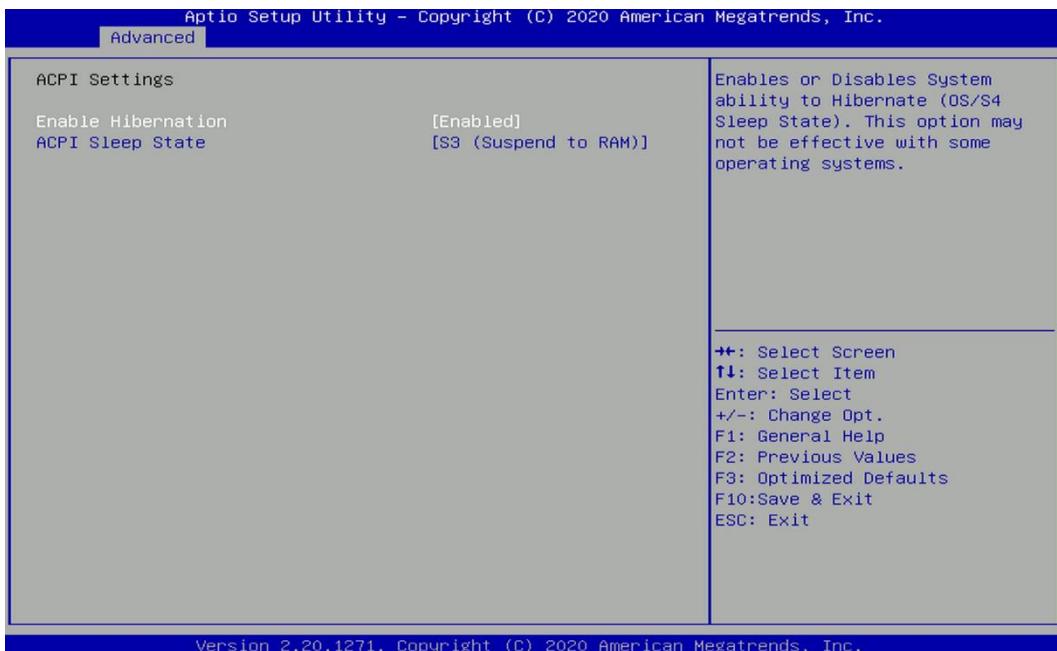 Aptio Setup Utility – Copyright (C) 2020 American Megatrends, Inc.
Advanced
ACPI Settings
Enable Hibernation [Enabled]
ACPI Sleep State [S3 (Suspend to RAM)]
Enables or Disables System
ability to Hibernate (OS/S4
Sleep State). This option may
not be effective with some
operating systems.
→←: Select Screen
↑↓: Select Item
Enter: Select
+/-: Change Opt.
F1: General Help
F2: Previous Values
F3: Optimized Defaults
F10:Save & Exit
ESC: Exit
Version 2.20.1271. Copyright (C) 2020 American Megatrends, Inc.